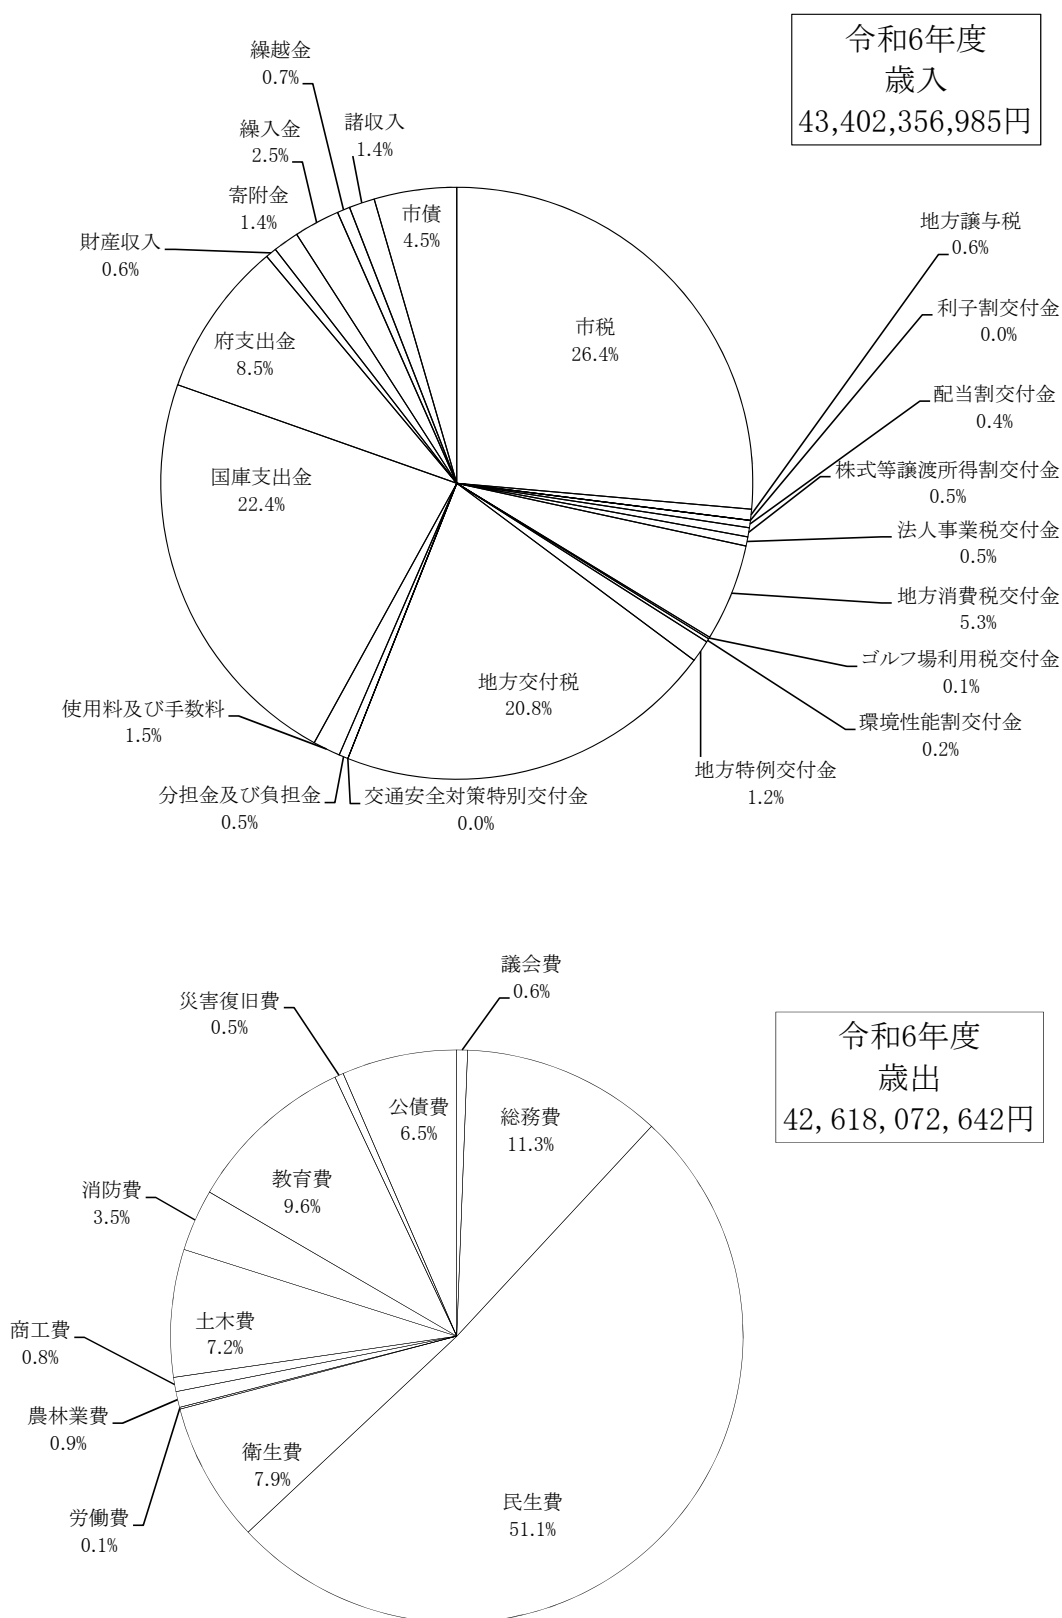 令和6年度
歳入
43,402,356,985円
市税
26.4%
地方譲与税
0.6%
利子割交付金
0.0%
配当割交付金
0.4%
株式等譲渡所得割交付金
0.5%
法人事業税交付金
0.5%
地方消費税交付金
5.3%
ゴルフ場利用税交付金
0.1%
環境性能割交付金
0.2%
地方特例交付金
1.2%
地方交付税
20.8%
交通安全対策特別交付金
0.0%
分担金及び負担金
0.5%
使用料及び手数料
1.5%
国庫支出金
22.4%
府支出金
8.5%
財産収入
0.6%
寄附金
1.4%
繰入金
2.5%
繰越金
0.7%
諸収入
1.4%
市債
4.5%
令和6年度
歳出
42,618,072,642円
議会費
0.6%
総務費
11.3%
民生費
51.1%
衛生費
7.9%
労働費
0.1%
農林業費
0.9%
商工費
0.8%
土木費
7.2%
消防費
3.5%
教育費
9.6%
災害復旧費
0.5%
公債費
6.5%